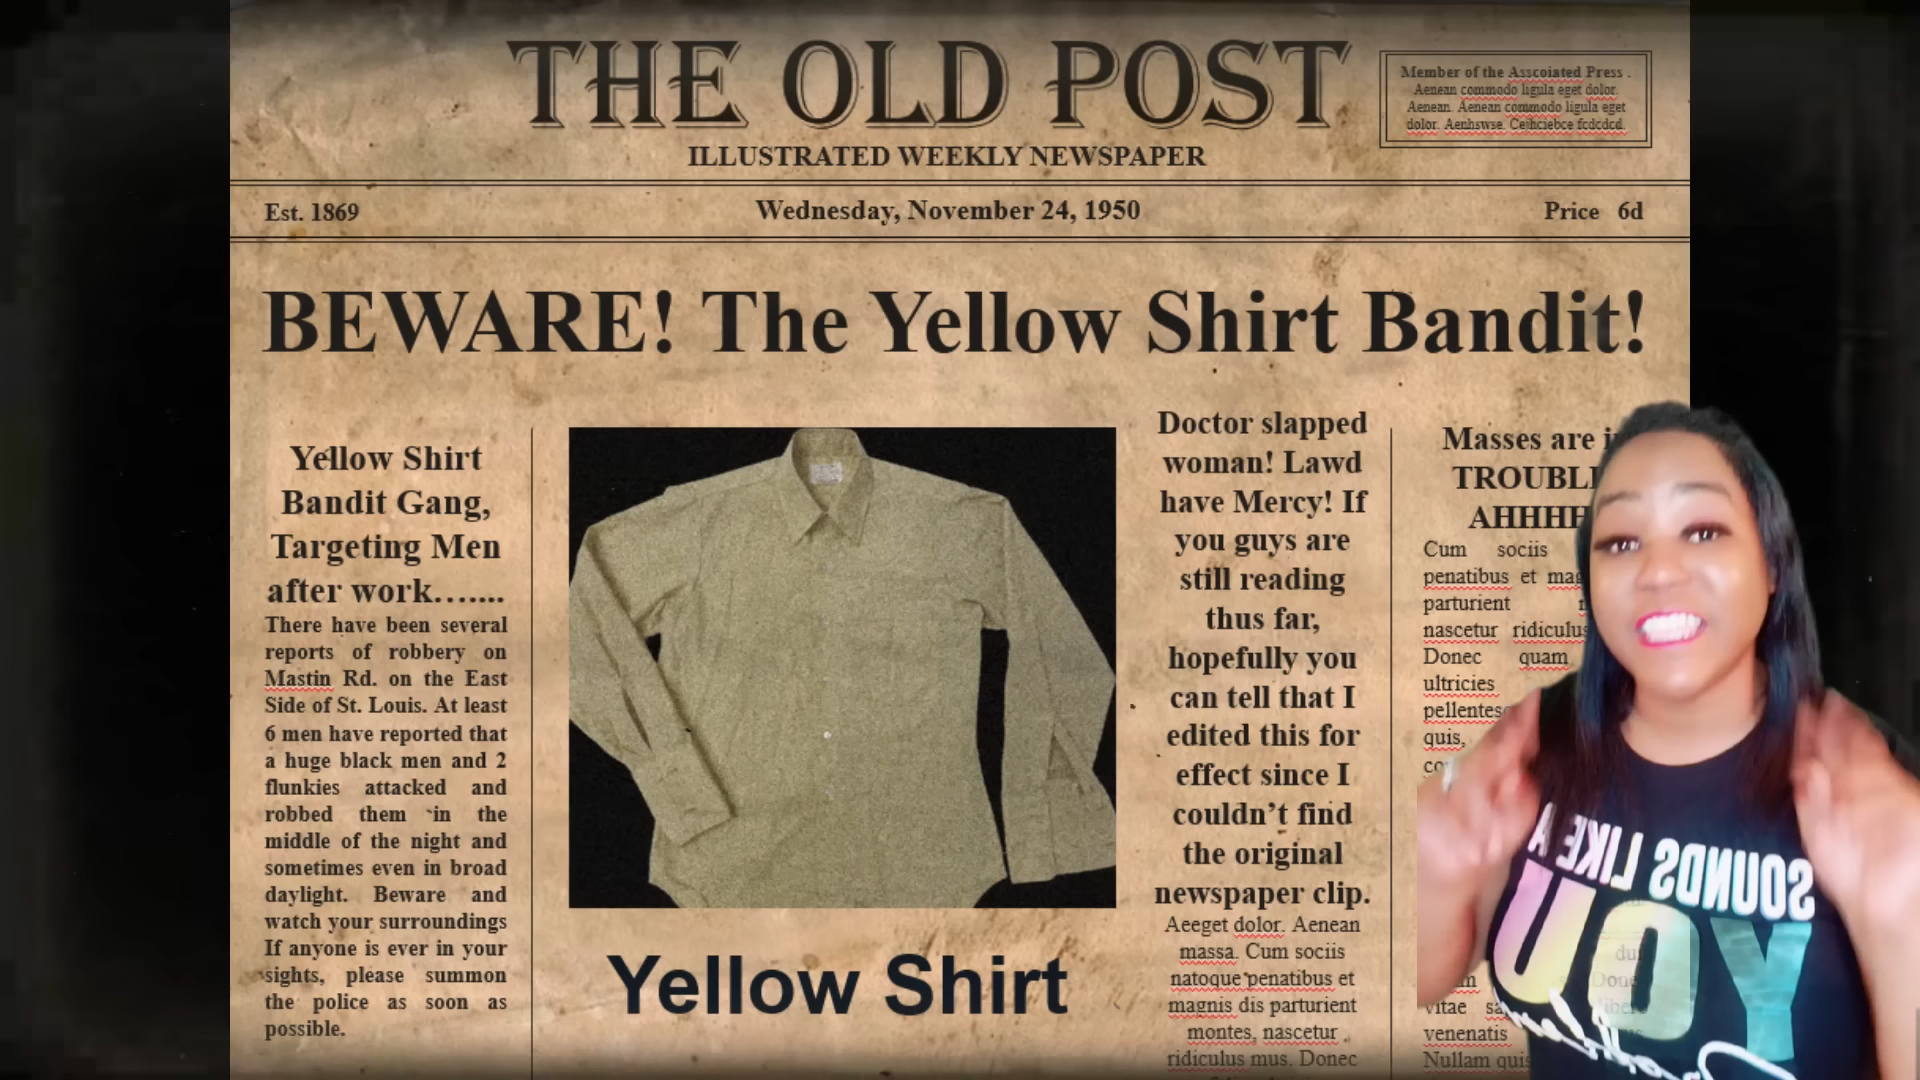 THE OLD POST
Member of the Asscoiated Press .
Aenean commodo ligula eget dolor.
Aenean. Aenean commodo ligula eget
dolor. Aenhswse. Ceihciebce fcdcdcd.
ILLUSTRATED WEEKLY NEWSPAPER
Est. 1869
Wednesday, November 24, 1950
Price 6d
BEWARE! The Yellow Shirt Bandit!
Yellow Shirt
Bandit Gang,
Targeting Men
after work…....
There have been several
reports of robbery on
Mastin Rd. on the East
Side of St. Louis. At least
6 men have reported that
a huge black men and 2
flunkies attacked and
robbed them in the
middle of the night and
sometimes even in broad
daylight. Beware and
watch your surroundings
If anyone is ever in your
sights, please summon
the police as soon as
possible.
Yellow Shirt
Doctor slapped
woman! Lawd
have Mercy! If
you guys are
still reading
thus far,
hopefully you
can tell that I
edited this for
effect since I
couldn’t find
the original
newspaper clip.
Aeeget dolor. Aenean
massa. Cum sociis
natoque penatibus et
magnis dis parturient
montes, nascetur
ridiculus mus. Donec
Masses are
TROUBL
AHHHH
Cum sociis
penatibus et
parturient
nascetur ridiculus
Donec quam
ultricies
quis,
vitae
venenatis
Nullam quis
SOUNDS LIKE A
YOU